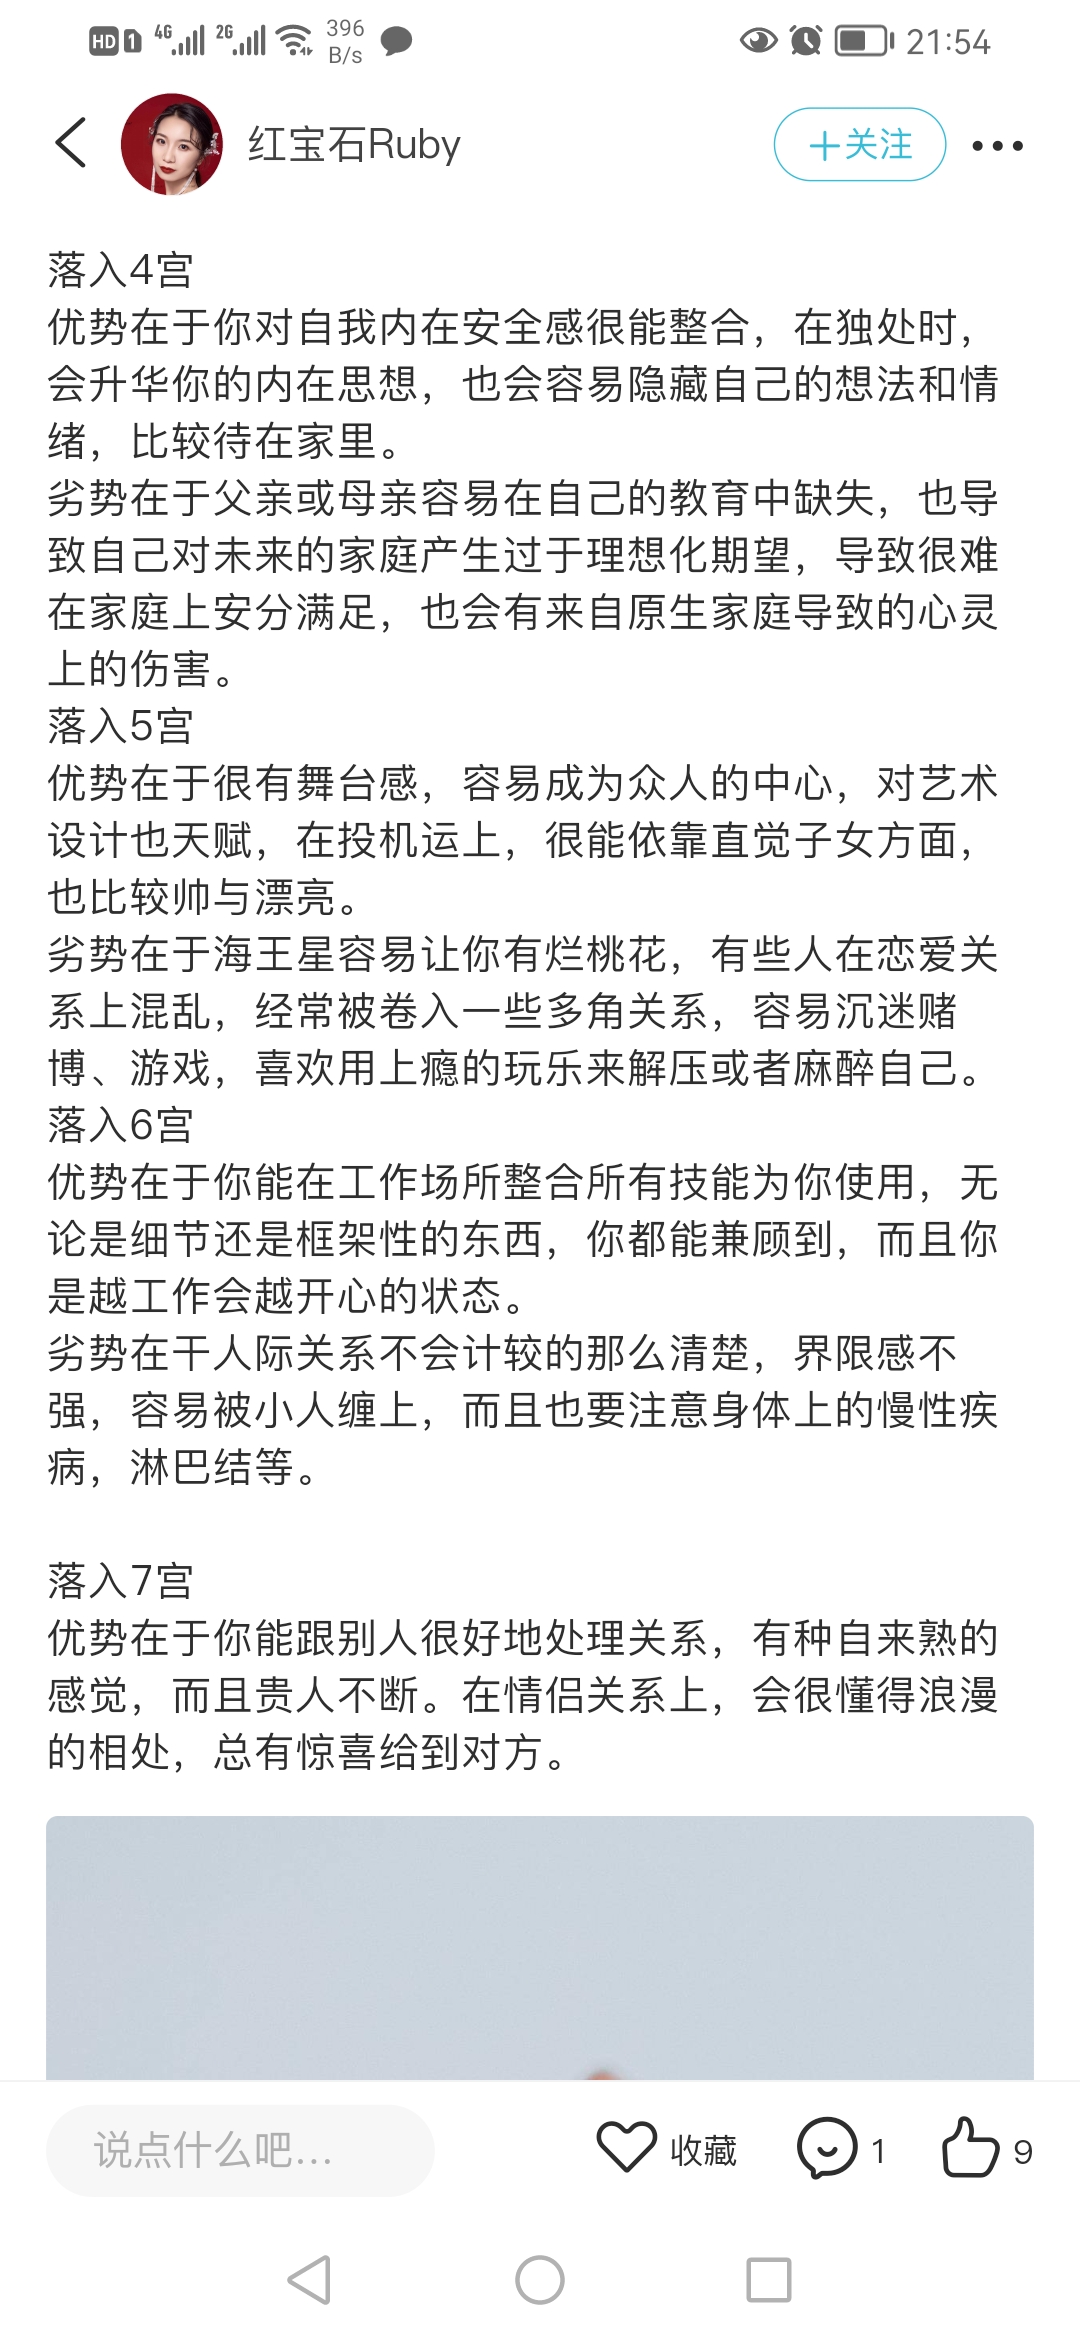 HD 1 4G 2G 396 B/s 21:54
红宝石Ruby +关注
落入4宫
优势在于你对自我内在安全感很能整合，在独处时，
会升华你的内在思想，也会容易隐藏自己的想法和情
绪，比较待在家里。
劣势在于父亲或母亲容易在自己的教育中缺失，也导
致自己对未来的家庭产生过于理想化期望，导致很难
在家庭上安分满足，也会有来自原生家庭导致的心灵
上的伤害。
落入5宫
优势在于很有舞台感，容易成为众人的中心，对艺术
设计也天赋，在投机运上，很能依靠直觉子女方面，
也比较帅与漂亮。
劣势在于海王星容易让你有烂桃花，有些人在恋爱关
系上混乱，经常被卷入一些多角关系，容易沉迷赌
博、游戏，喜欢用上瘾的玩乐来解压或者麻醉自己。
落入6宫
优势在于你能在工作场所整合所有技能为你使用，无
论是细节还是框架性的东西，你都能兼顾到，而且你
是越工作会越开心的状态。
劣势在干人际关系不会计较的那么清楚，界限感不
强，容易被小人缠上，而且也要注意身体上的慢性疾
病，淋巴结等。
落入7宫
优势在于你能跟别人很好地处理关系，有种自来熟的
感觉，而且贵人不断。在情侣关系上，会很懂得浪漫
的相处，总有惊喜给到对方。
说点什么吧... 收藏 1 9